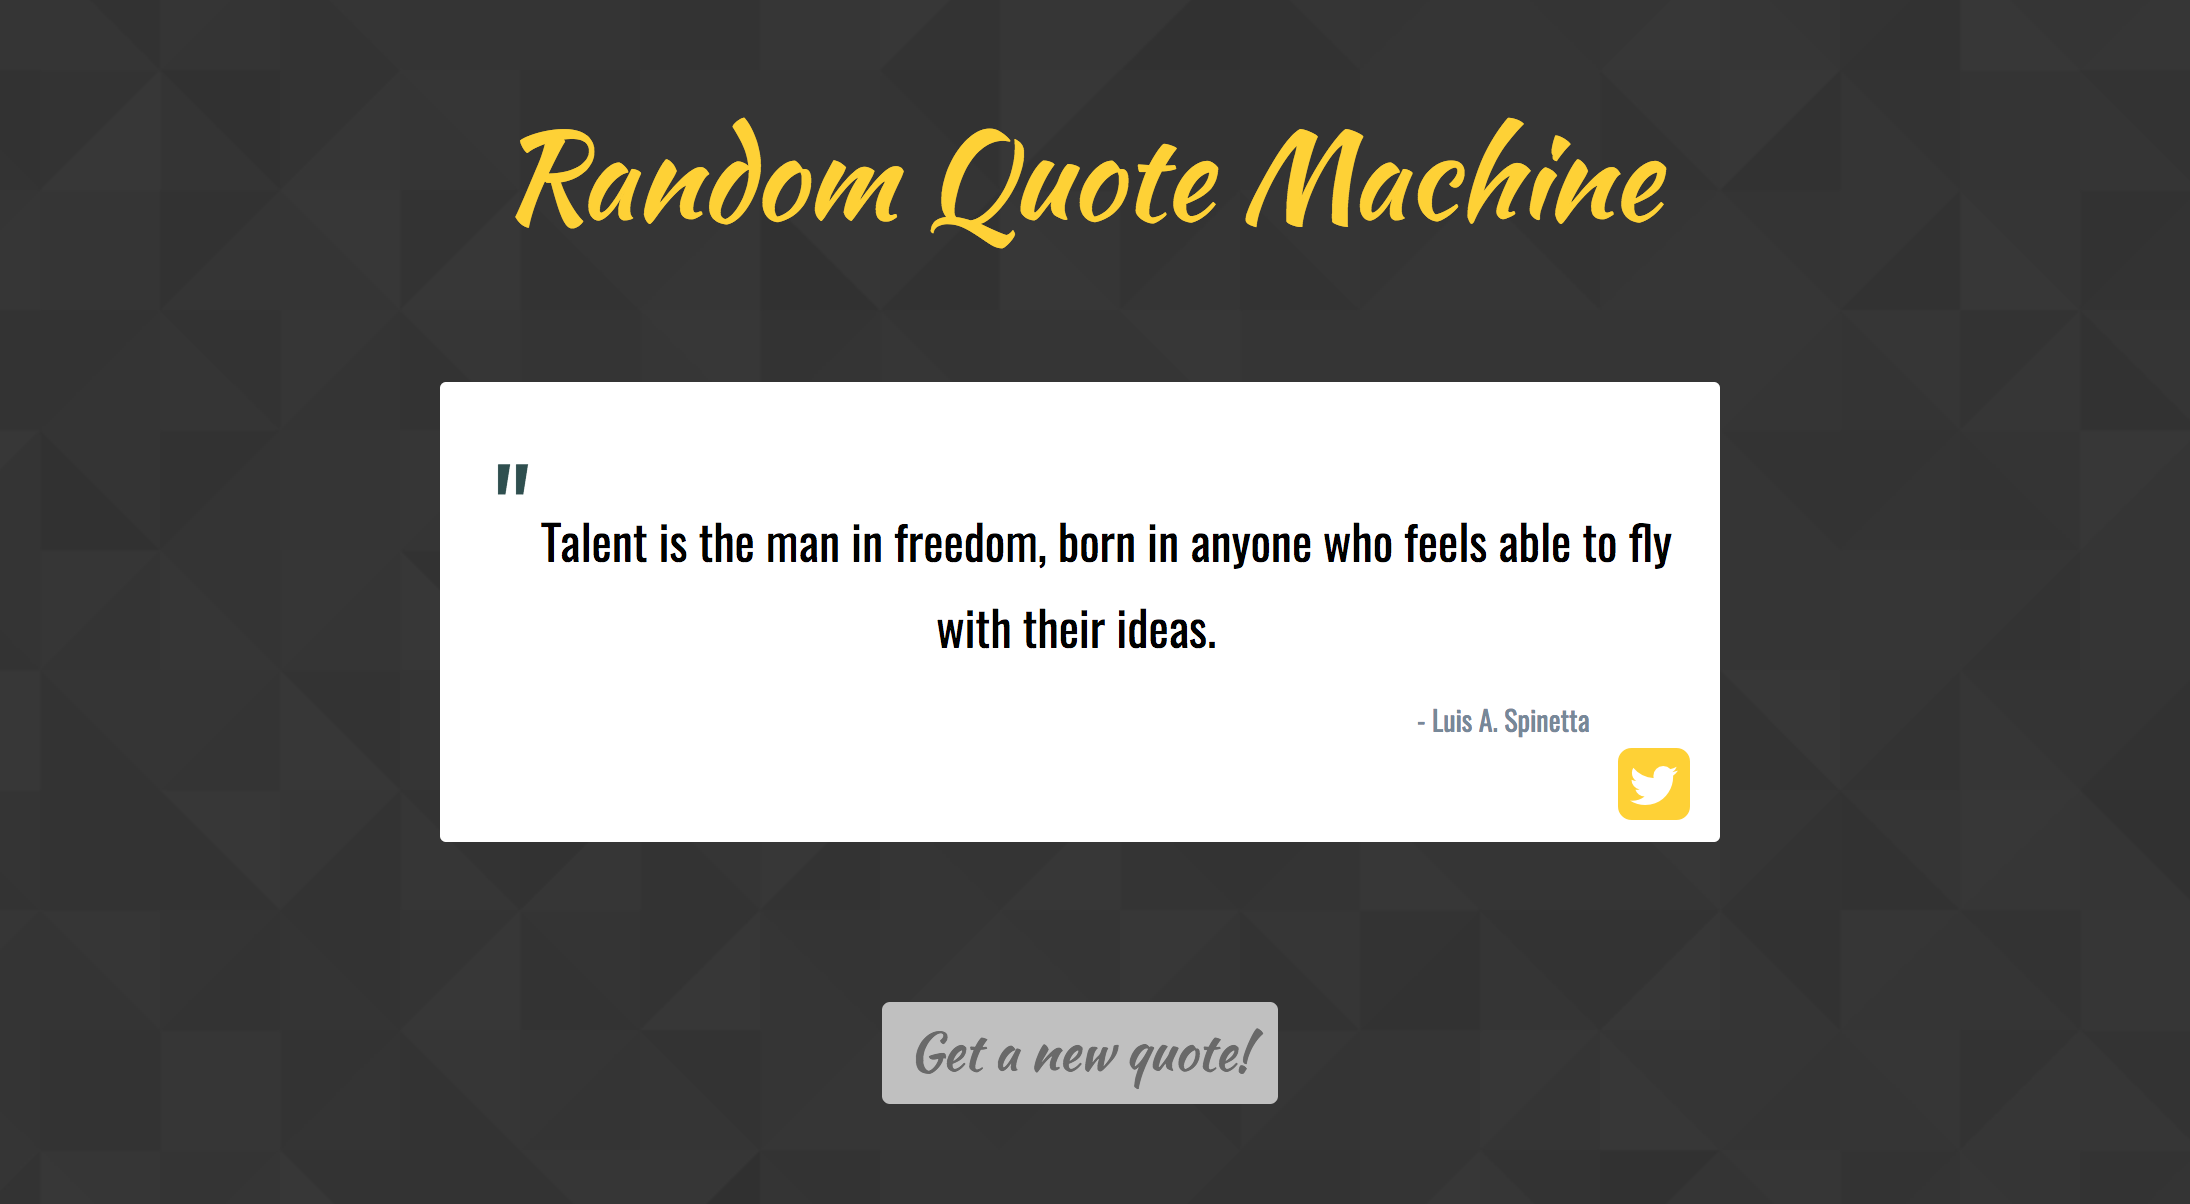 Random Quote Machine
"
Talent is the man in freedom, born in anyone who feels able to fly
with their ideas.
- Luis A. Spinetta
Get a new quote!